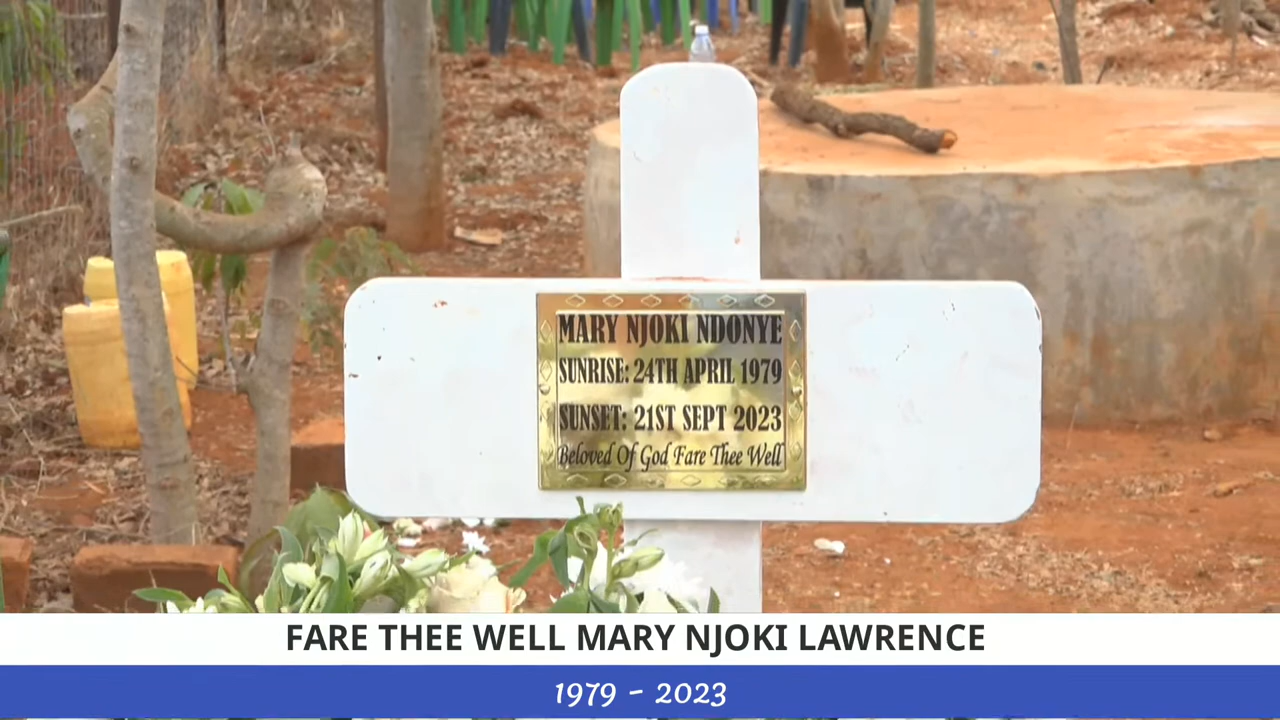 MARY NJOKI NDONYE
SUNRISE: 24TH APRIL 1979
SUNSET: 21ST SEPT 2023
Beloved Of God Fare Thee Well
FARE THEE WELL MARY NJOKI LAWRENCE
1979 - 2023